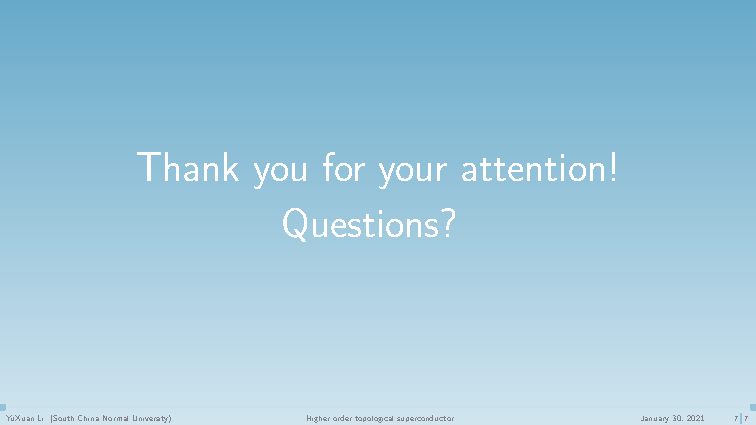 Thank you for your attention!
Questions?
YuXuan Li (South China Normal University)
Higher order topological superconductor
January 30, 2021
7|7